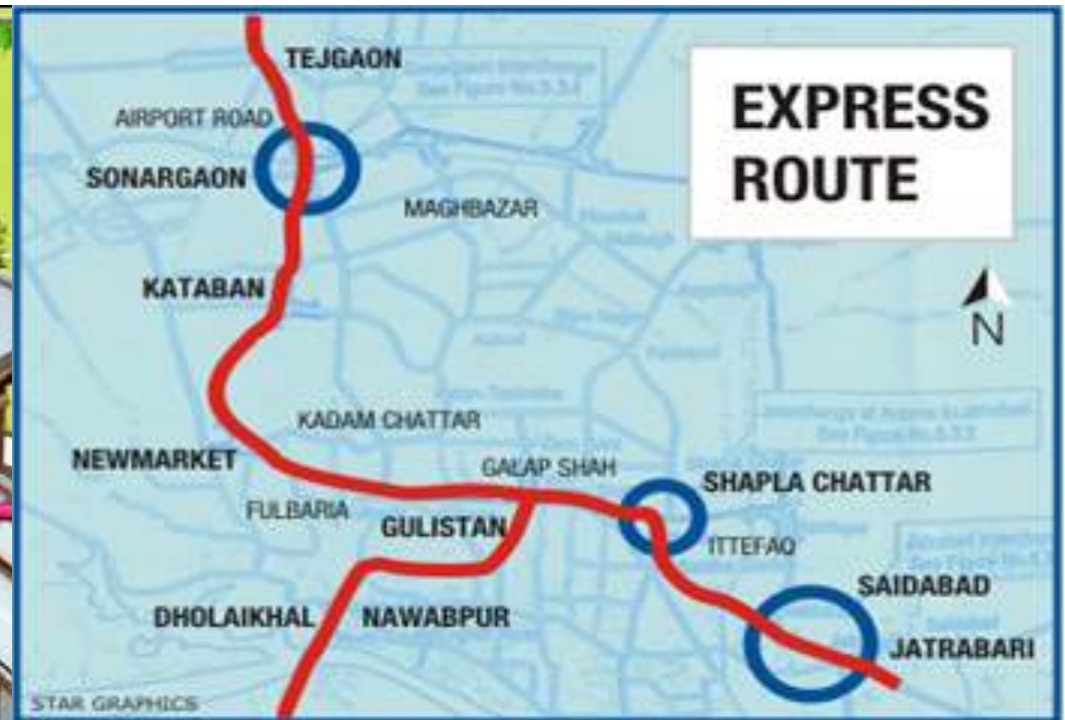 TEJGAON
EXPRESS
ROUTE
AIRPORT ROAD
SONARGAON
MAGHBAZAR
KATABAN
N
KADAM CHATTAR
NEWMARKET
GALAP SHAH
SHAPLA CHATTAR
FULBARIA
GULISTAN
ITTEFAQ
SAIDABAD
DHOLAIKHAL
NAWABPUR
JATRABARI
STAR GRAPHICS